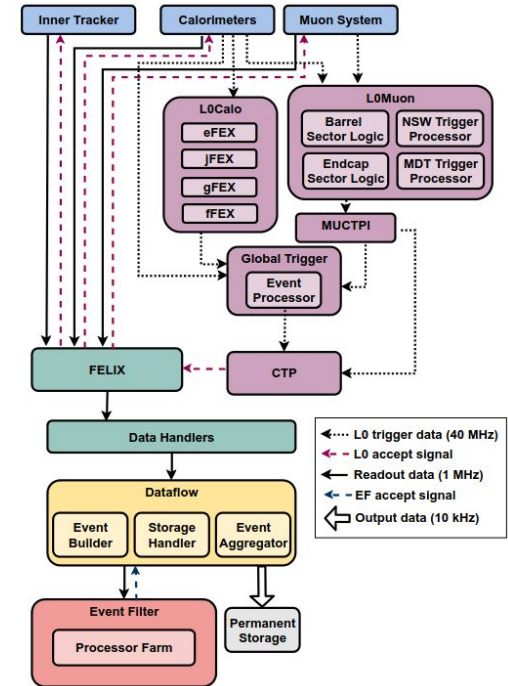 Inner Tracker
Calorimeters
Muon System
L0Calo
eFEX
jFEX
gFEX
fFEX
L0Muon
Barrel
Sector Logic
NSW Trigger
Processor
Endcap
Sector Logic
MDT Trigger
Processor
MUCTPI
Global Trigger
Event
Processor
FELIX
CTP
Data Handlers
Dataflow
Event
Builder
Storage
Handler
Event
Aggregator
Event Filter
Processor Farm
Permanent
Storage
L0 trigger data (40 MHz)
L0 accept signal
Readout data (1 MHz)
EF accept signal
Output data (10 kHz)